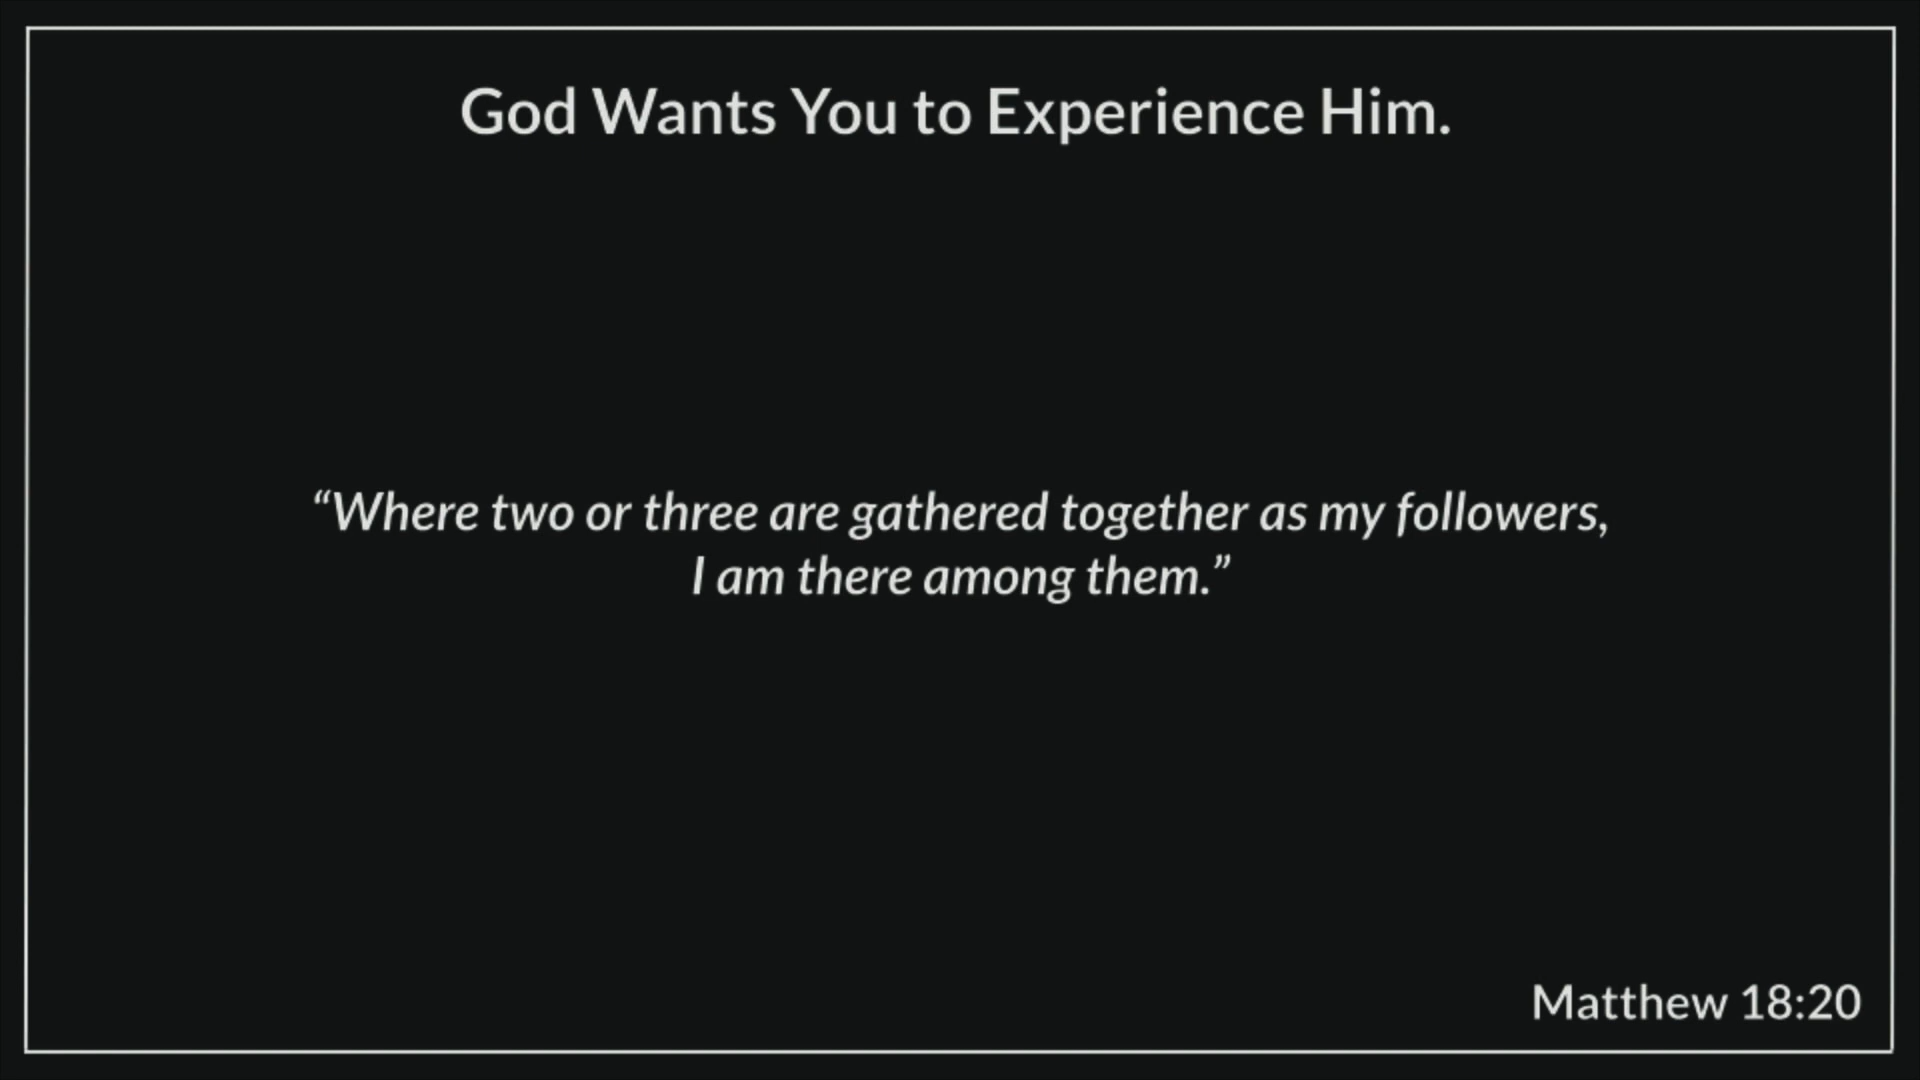 God Wants You to Experience Him.
“Where two or three are gathered together as my followers,
I am there among them.”
Matthew 18:20